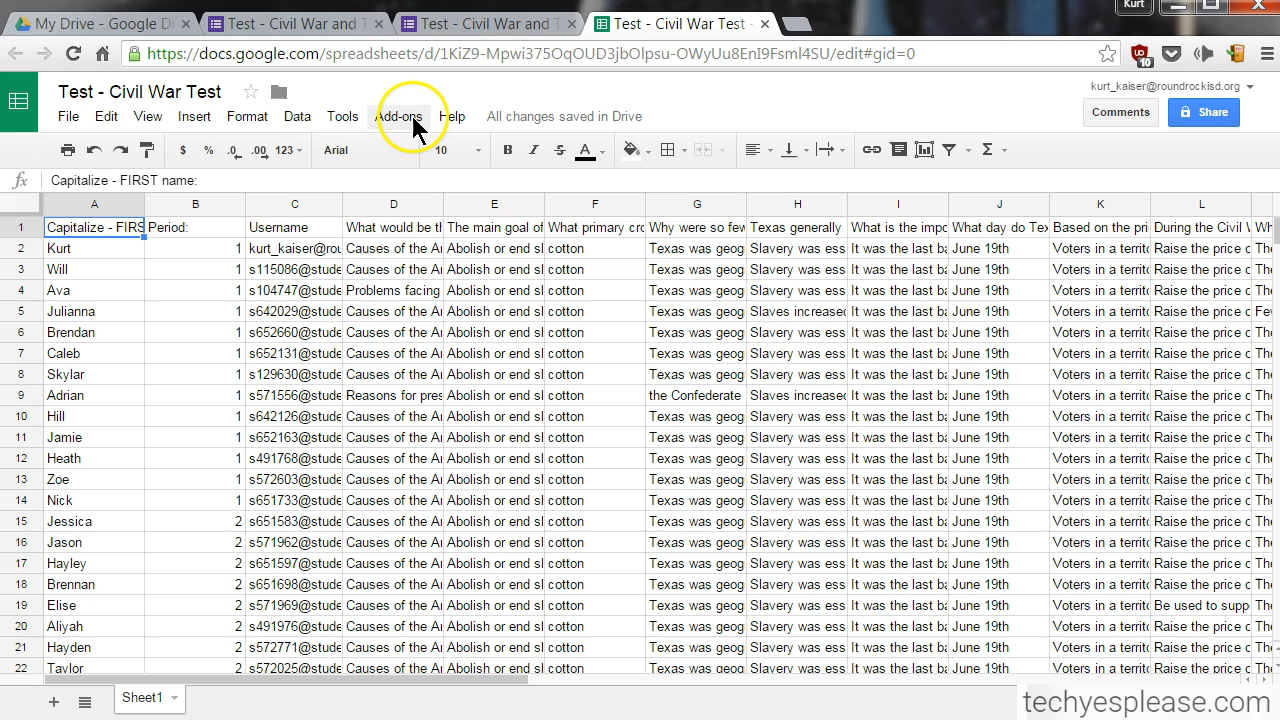 Kurt
My Drive - Google D
Test - Civil War and T
Test - Civil War and T
Test - Civil War Test -
https://docs.google.com/spreadsheets/d/1KiZ9-Mpwi375OqOUD3jbOlpsu-OWyUu8EnI9Fsml4SU/edit#gid=0
10
Test - Civil War Test
kurt_kaiser@roundrockisd.org
File Edit View Insert Format Data Tools Add-ons Help All changes saved in Drive
Comments Share
$ % .0 .00 123 Arial 10 B I S A Σ
fx Capitalize - FIRST name:
A B C D E F G H I J K L
1 Capitalize - FIRS Period: Username What would be th The main goal of What primary cro Why were so few Texas generally What is the impo What day do Tex Based on the pri During the Civil W Wh
2 Kurt 1 kurt_kaiser@rou Causes of the Ar Abolish or end sl cotton Texas was geog Slavery was ess It was the last ba June 19th Voters in a territo Raise the price o The
3 Will 1 s115086@stude Causes of the Ar Abolish or end sl cotton Texas was geog Slavery was ess It was the last ba June 19th Voters in a territo Raise the price o The
4 Ava 1 s104747@stude Problems facing Abolish or end sl cotton Texas was geog Slavery was ess It was the last ba June 19th Voters in a territo Raise the price o The
5 Julianna 1 s642029@stude Causes of the Ar Abolish or end sl cotton Texas was geog Slaves increased It was the last ba June 19th Voters in a territo Raise the price o Fev
6 Brendan 1 s652660@stude Causes of the Ar Abolish or end sl cotton Texas was geog Slavery was ess It was the last ba June 19th Voters in a territo Raise the price o The
7 Caleb 1 s652131@stude Causes of the Ar Abolish or end sl cotton Texas was geog Slavery was ess It was the last ba June 19th Voters in a territo Raise the price o The
8 Skylar 1 s129630@stude Causes of the Ar Abolish or end sl cotton Texas was geog Slavery was ess It was the last ba June 19th Voters in a territo Raise the price o The
9 Adrian 1 s571556@stude Reasons for pres Abolish or end sl cotton the Confederate Slaves increased It was the last ba June 19th Voters in a territo Raise the price o The
10 Hill 1 s642126@stude Causes of the Ar Abolish or end sl cotton Texas was geog Slavery was ess It was the last ba June 19th Voters in a territo Raise the price o The
11 Jamie 1 s652163@stude Causes of the Ar Abolish or end sl cotton Texas was geog Slavery was ess It was the last ba June 19th Voters in a territo Raise the price o The
12 Heath 1 s491768@stude Causes of the Ar Abolish or end sl cotton Texas was geog Slavery was ess It was the last ba June 19th Voters in a territo Raise the price o The
13 Zoe 1 s572603@stude Causes of the Ar Abolish or end sl cotton Texas was geog Slavery was ess It was the last ba June 19th Voters in a territo Raise the price o The
14 Nick 1 s651733@stude Causes of the Ar Abolish or end sl cotton Texas was geog Slavery was ess It was the last ba June 19th Voters in a territo Raise the price o The
15 Jessica 2 s651583@stude Causes of the Ar Abolish or end sl cotton Texas was geog Slavery was ess It was the last ba June 19th Voters in a territo Raise the price o The
16 Jason 2 s571962@stude Causes of the Ar Abolish or end sl cotton Texas was geog Slavery was ess It was the last ba June 19th Voters in a territo Raise the price o The
17 Hayley 2 s651597@stude Causes of the Ar Abolish or end sl cotton Texas was geog Slavery was ess It was the last ba June 19th Voters in a territo Raise the price o The
18 Brennan 2 s651698@stude Causes of the Ar Abolish or end sl cotton Texas was geog Slavery was ess It was the last ba June 19th Voters in a territo Raise the price o The
19 Elise 2 s571969@stude Causes of the Ar Abolish or end sl cotton Texas was geog Slavery was ess It was the last ba June 19th Voters in a territo Be used to supp The
20 Aliyah 2 s491976@stude Causes of the Ar Abolish or end sl cotton Texas was geog Slavery was ess It was the last ba June 19th Voters in a territo Raise the price o The
21 Hayden 2 s572771@stude Causes of the Ar Abolish or end sl cotton Texas was geog Slavery was ess It was the last ba June 19th Voters in a territo Raise the price o The
22 Taylor 2 s572025@stude Causes of the Ar Abolish or end sl cotton Texas was geog Slavery was ess It was the last ba June 19th Voters in a territo Raise the price o The
Sheet1
techyesplease.com